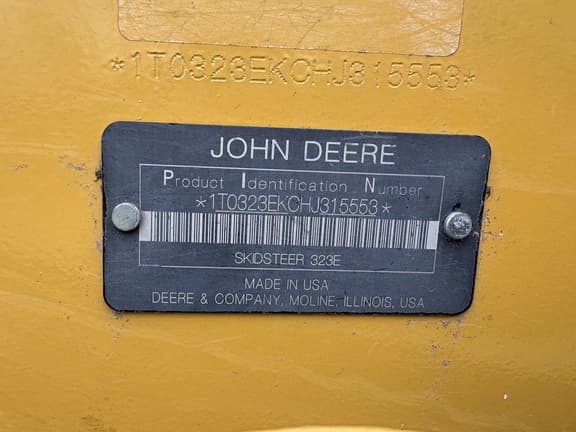 *1T0323EKCHJ315553*
JOHN DEERE
Product Identification Number
*1T0323EKCHJ315553*
SKIDSTEER 323E
MADE IN USA
DEERE & COMPANY, MOLINE, ILLINOIS, USA